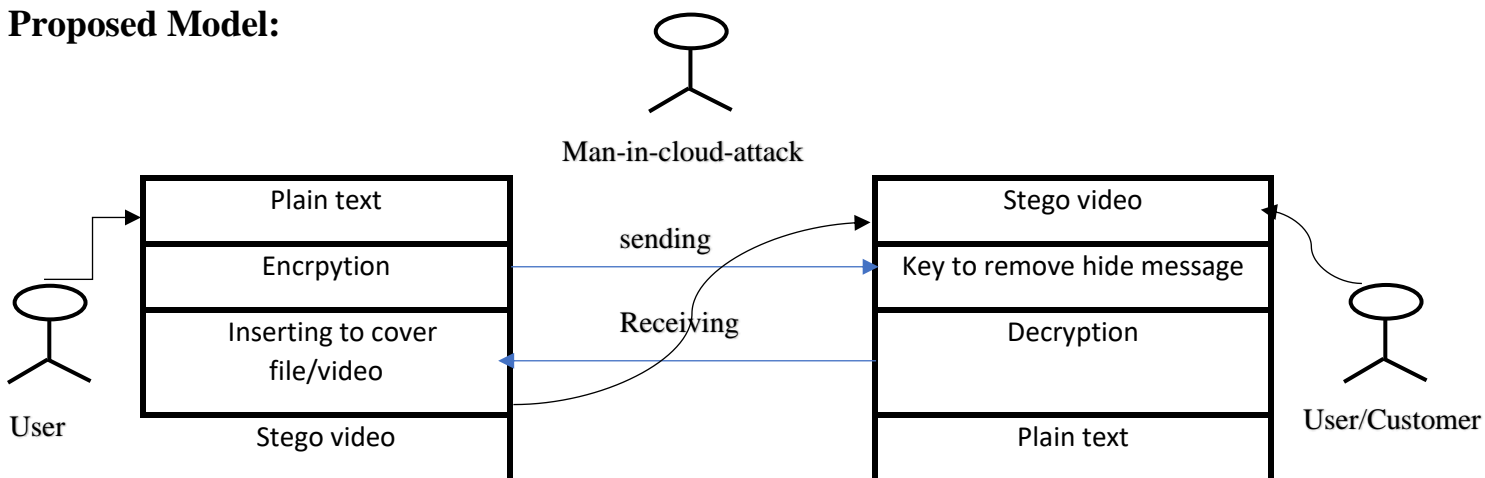 Proposed Model:
Man-in-cloud-attack
Plain text
Encrpytion
Inserting to cover
file/video
Stego video
User
sending
Receiving
Stego video
Key to remove hide message
Decryption
Plain text
User/Customer